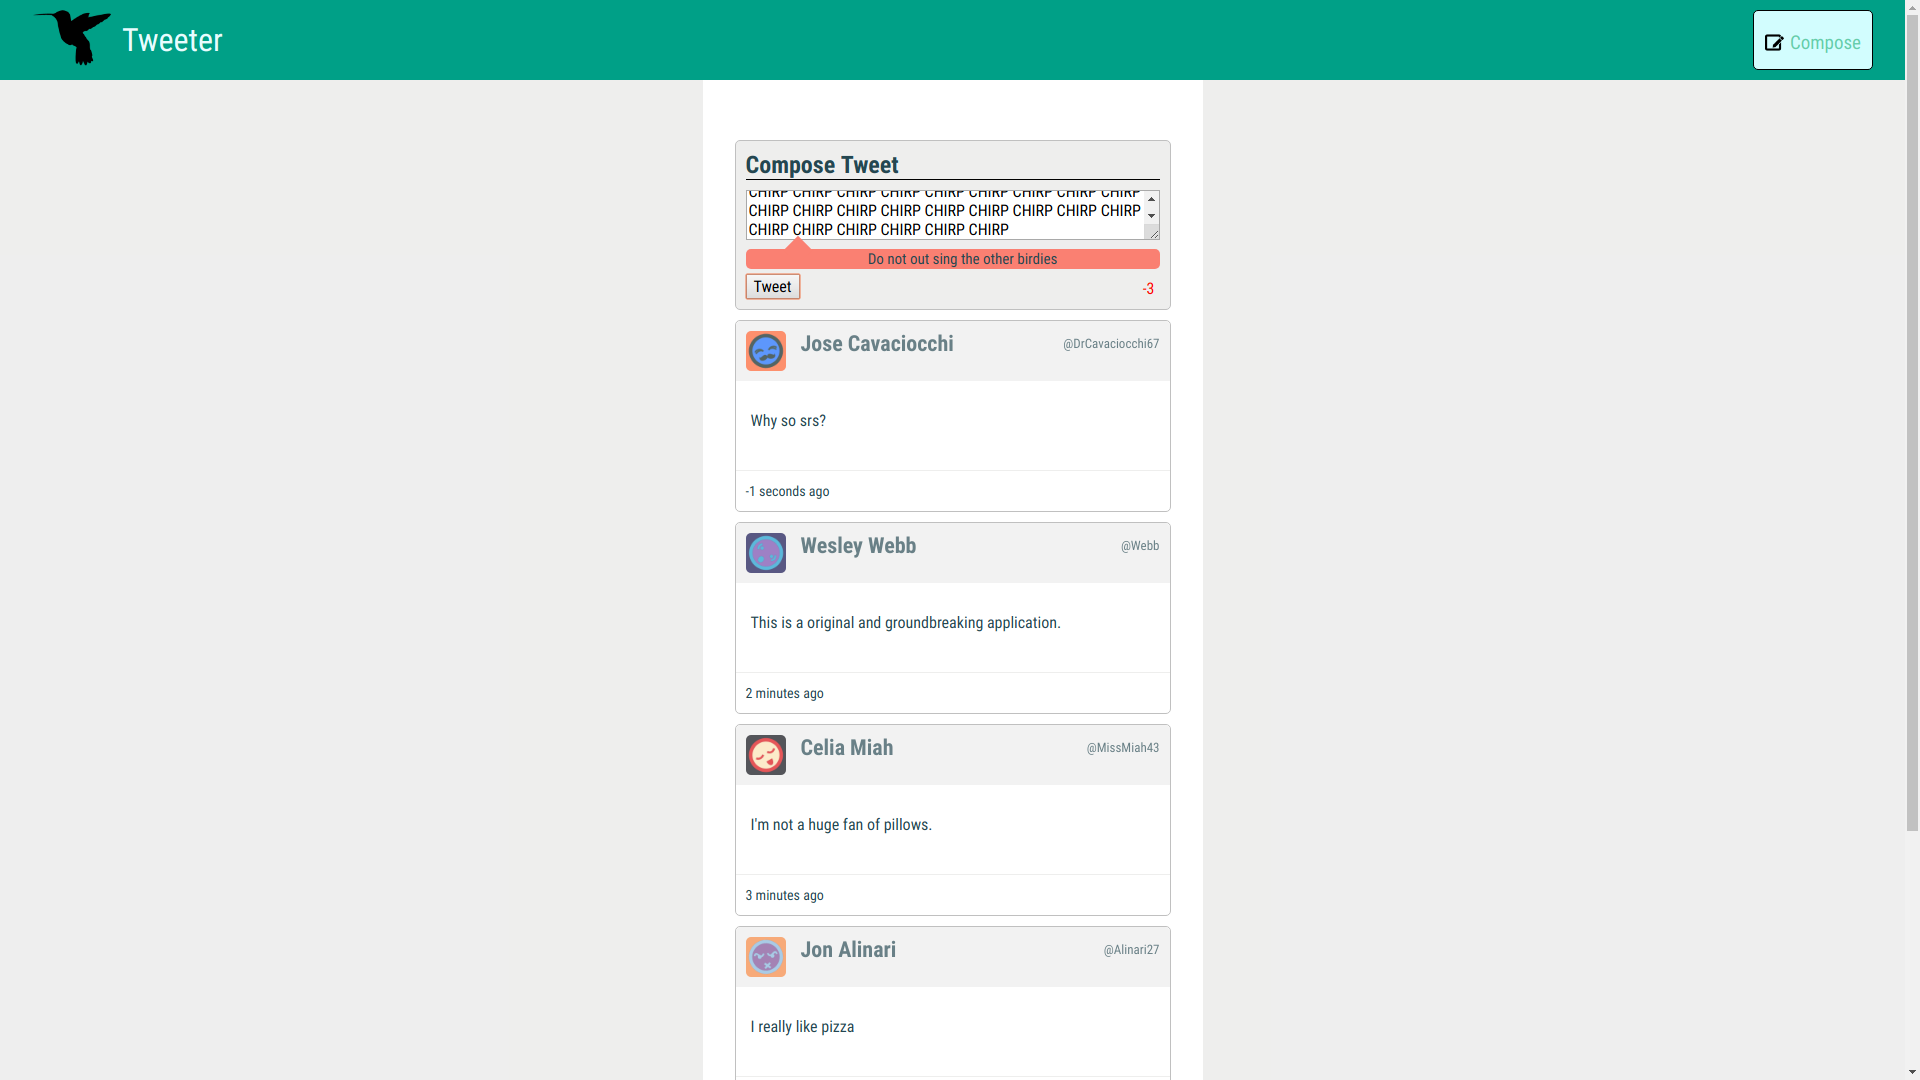 Tweeter
Compose
Compose Tweet
CHIRP CHIRP CHIRP CHIRP CHIRP CHIRP CHIRP CHIRP CHIRP
CHIRP CHIRP CHIRP CHIRP CHIRP CHIRP CHIRP CHIRP CHIRP
CHIRP CHIRP CHIRP CHIRP CHIRP CHIRP
Do not out sing the other birdies
Tweet
-3
Jose Cavaciocchi
@DrCavaciocchi67
Why so srs?
-1 seconds ago
Wesley Webb
@Webb
This is a original and groundbreaking application.
2 minutes ago
Celia Miah
@MissMiah43
I'm not a huge fan of pillows.
3 minutes ago
Jon Alinari
@Alinari27
I really like pizza